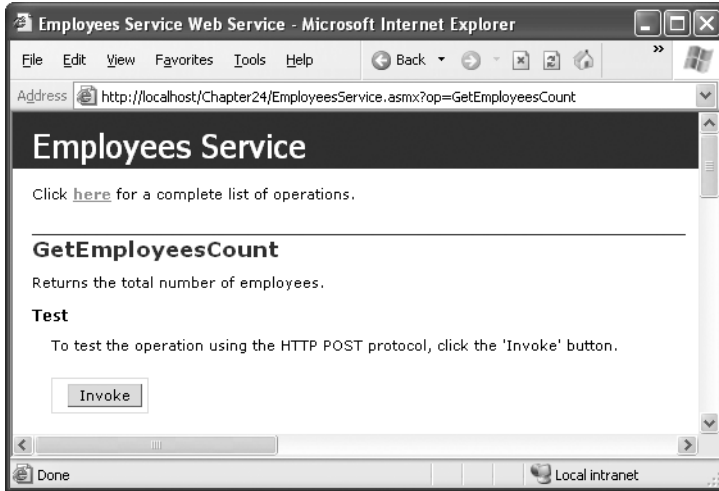 Employees Service Web Service - Microsoft Internet Explorer
File Edit View Favorites Tools Help Back »
Address http://localhost/Chapter24/EmployeesService.asmx?op=GetEmployeesCount
Employees Service
Click here for a complete list of operations.
GetEmployeesCount
Returns the total number of employees.
Test
To test the operation using the HTTP POST protocol, click the 'Invoke' button.
Invoke
Done Local intranet